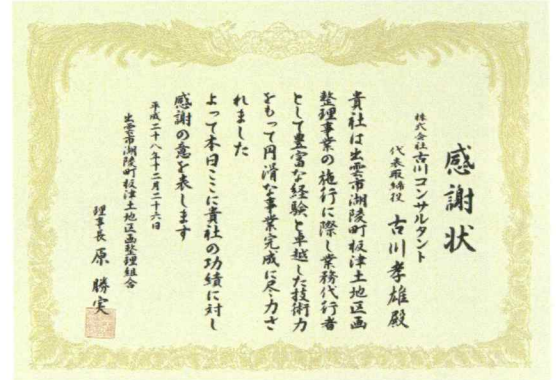 感謝状
株式会社古川コンサルタント
代表取締役 古川孝雄殿
貴社は出雲市湖陵町板津土地区画
整理事業の施行に際し業務代行者
として豊富な経験と卓越した技術力
をもって円滑な事業完成に尽力さ
れました
よって本日ここに貴社の功績に対し
感謝の意を表します
平成二十八年十二月二十六日
出雲市湖陵町板津土地区画整理組合
理事長 原 勝実